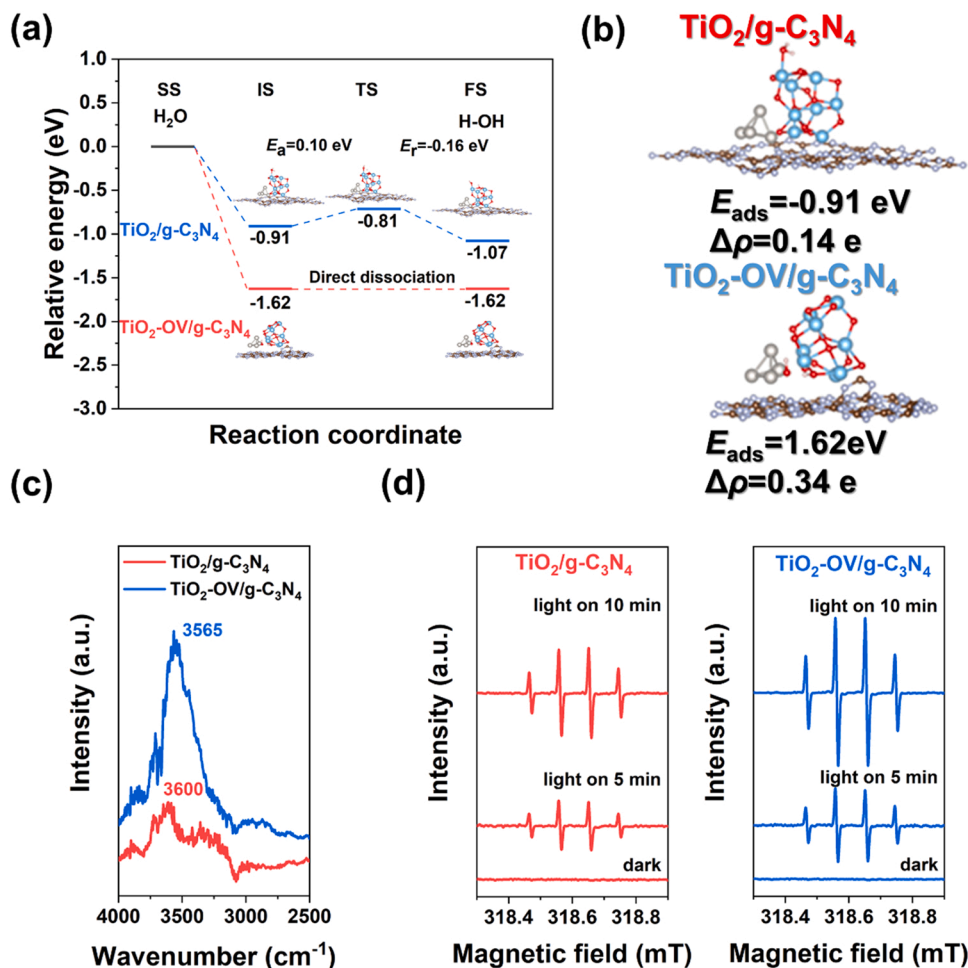 (a)
1.0
0.5
0.0
-0.5
-1.0
-1.5
-2.0
-2.5
-3.0
Relative energy (eV)
SS IS TS FS
H₂O H-OH
Eₐ=0.10 eV Eᵣ=-0.16 eV
TiO₂/g-C₃N₄
-0.91
-0.81
-1.07
Direct dissociation
-1.62 -1.62
TiO₂-OV/g-C₃N₄
Reaction coordinate
(b)
TiO₂/g-C₃N₄
Eads=-0.91 eV
Δρ=0.14 e
TiO₂-OV/g-C₃N₄
Eads=1.62eV
Δρ=0.34 e
(c)
TiO₂/g-C₃N₄
TiO₂-OV/g-C₃N₄
3565
3600
Intensity (a.u.)
4000 3500 3000 2500
Wavenumber (cm⁻¹)
(d)
TiO₂/g-C₃N₄
light on 10 min
light on 5 min
dark
Intensity (a.u.)
318.4 318.6 318.8
Magnetic field (mT)
TiO₂-OV/g-C₃N₄
light on 10 min
light on 5 min
dark
Intensity (a.u.)
318.4 318.6 318.8
Magnetic field (mT)